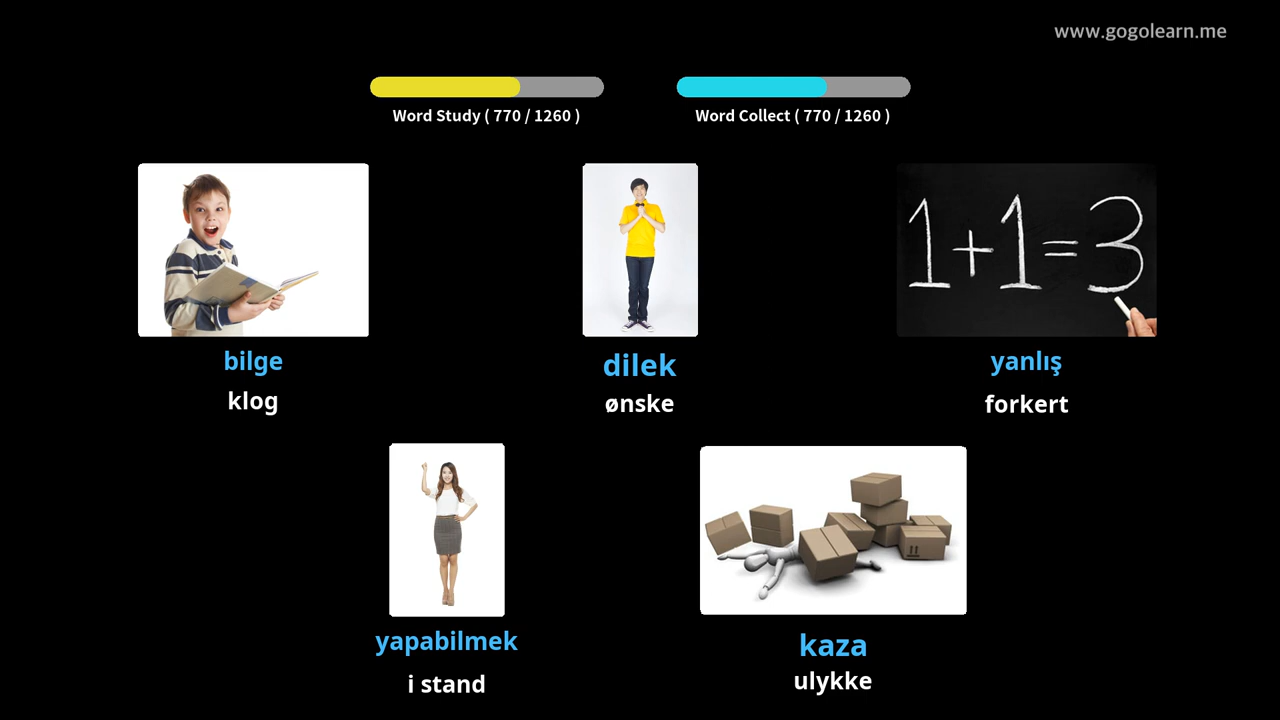 www.gogolearn.me
Word Study ( 770 / 1260 )
Word Collect ( 770 / 1260 )
1+1=3
bilge
klog
dilek
ønske
yanlış
forkert
yapabilmek
i stand
kaza
ulykke